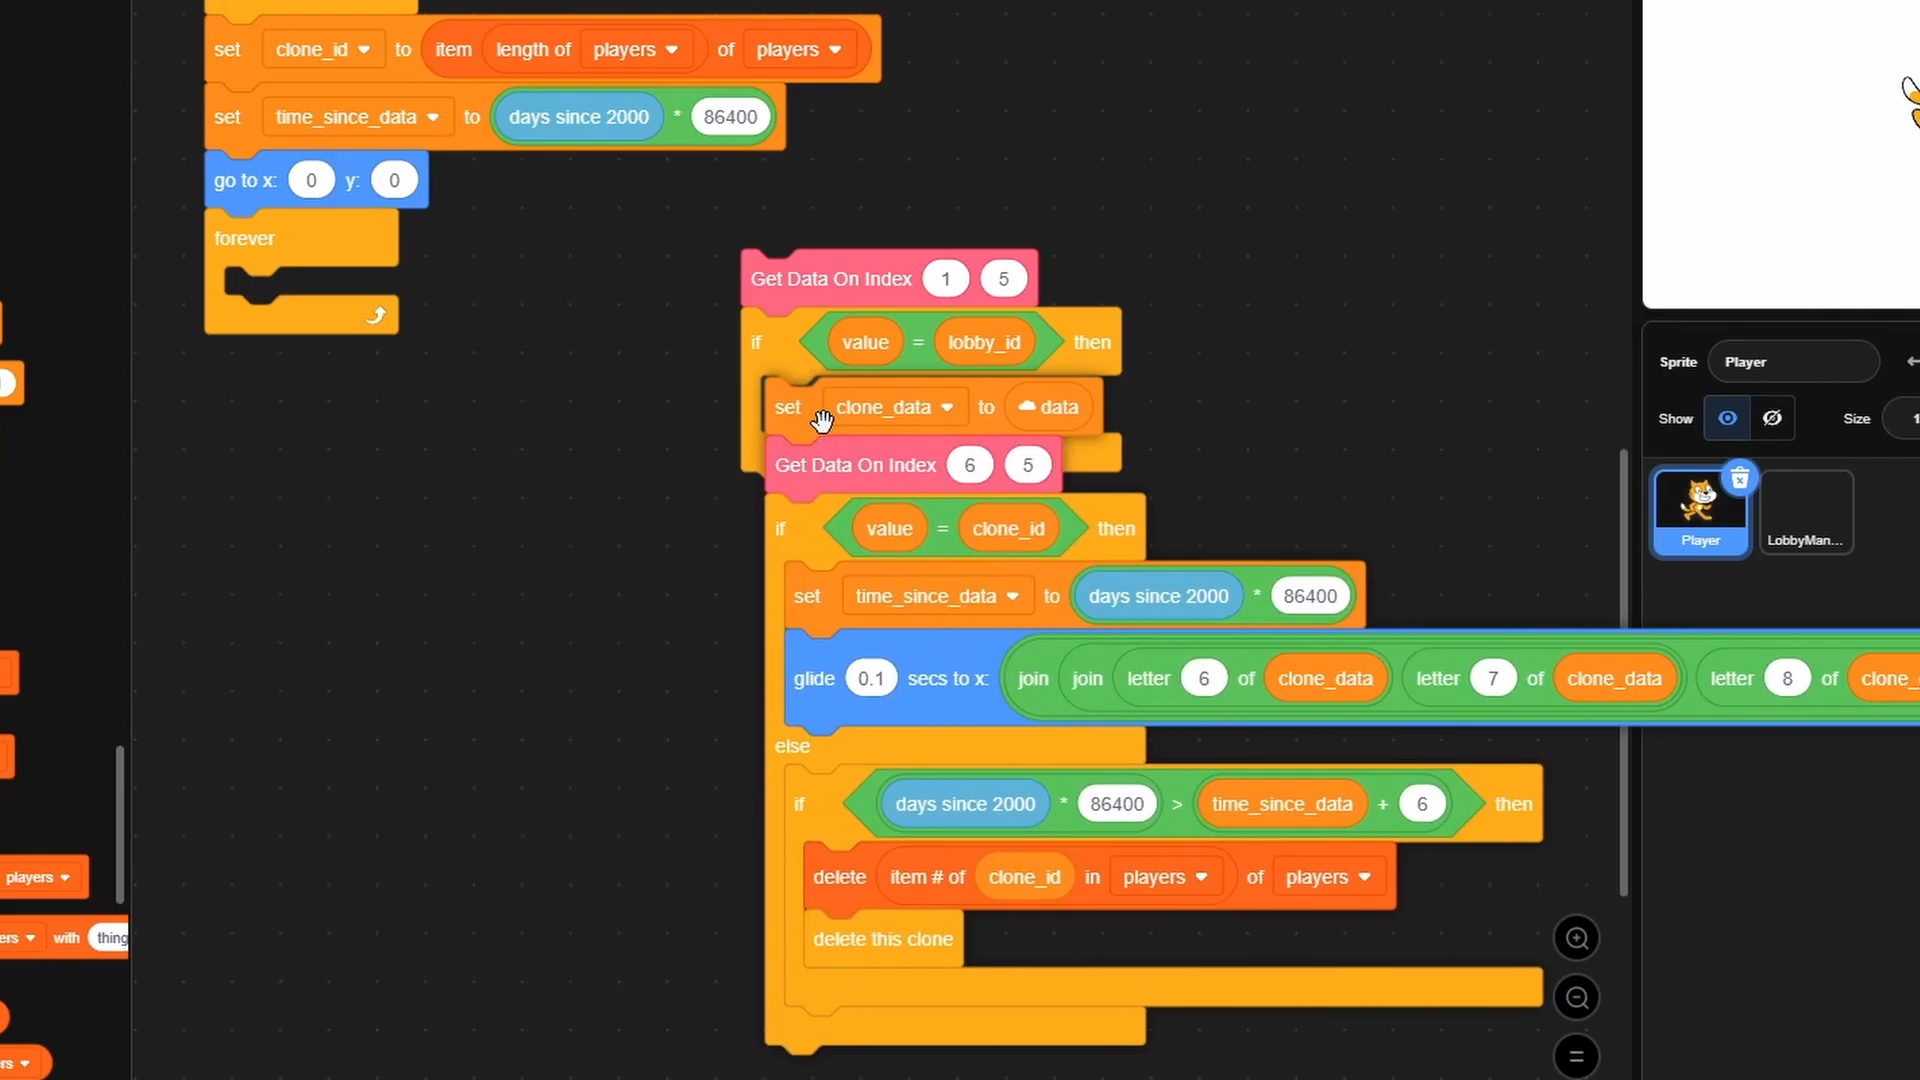 set clone_id to item length of players of players
set time_since_data to days since 2000 * 86400
go to x: 0 y: 0
forever
Get Data On Index 1 5
if value = lobby_id then
set clone_data to data
Get Data On Index 6 5
if value = clone_id then
set time_since_data to days since 2000 * 86400
glide 0.1 secs to x: join join letter 6 of clone_data letter 7 of clone_data letter 8 of clone_
else
if days since 2000 * 86400 > time_since_data + 6 then
delete item # of clone_id in players of players
delete this clone
players
ers with thing
ers
Sprite Player
Show Size 1
Player
LobbyMan...